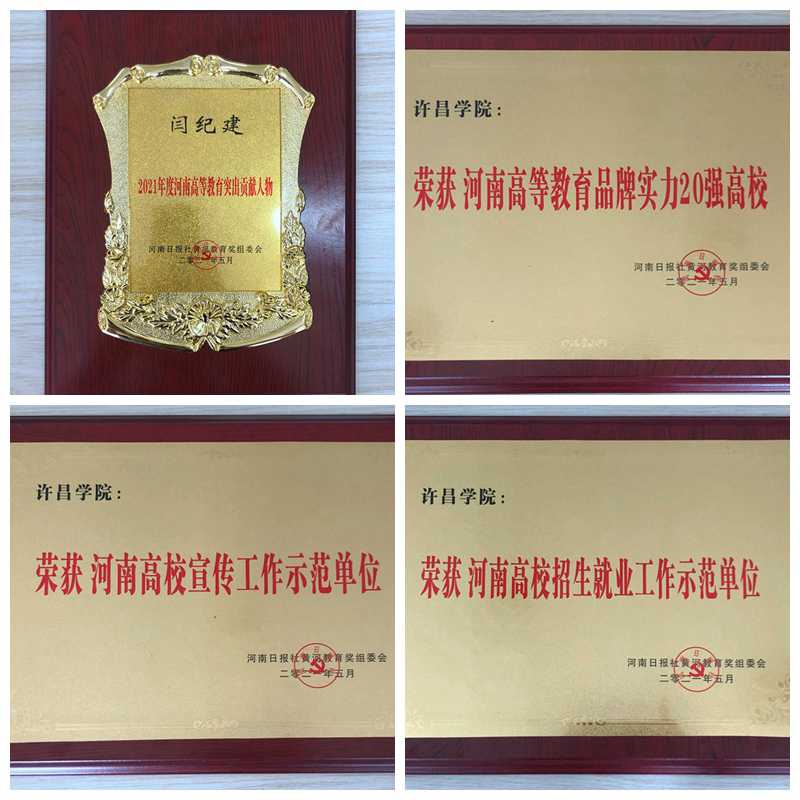 闫纪建
2021年度河南高等教育突出贡献人物
河南日报社黄河教育奖组委会
二零二一年五月
许昌学院：
荣获 河南高等教育品牌实力20强高校
河南日报社黄河教育奖组委会
二零二一年五月
许昌学院：
荣获 河南高校宣传工作示范单位
河南日报社黄河教育奖组委会
二零二一年五月
许昌学院：
荣获 河南高校招生就业工作示范单位
河南日报社黄河教育奖组委会
二零二一年五月